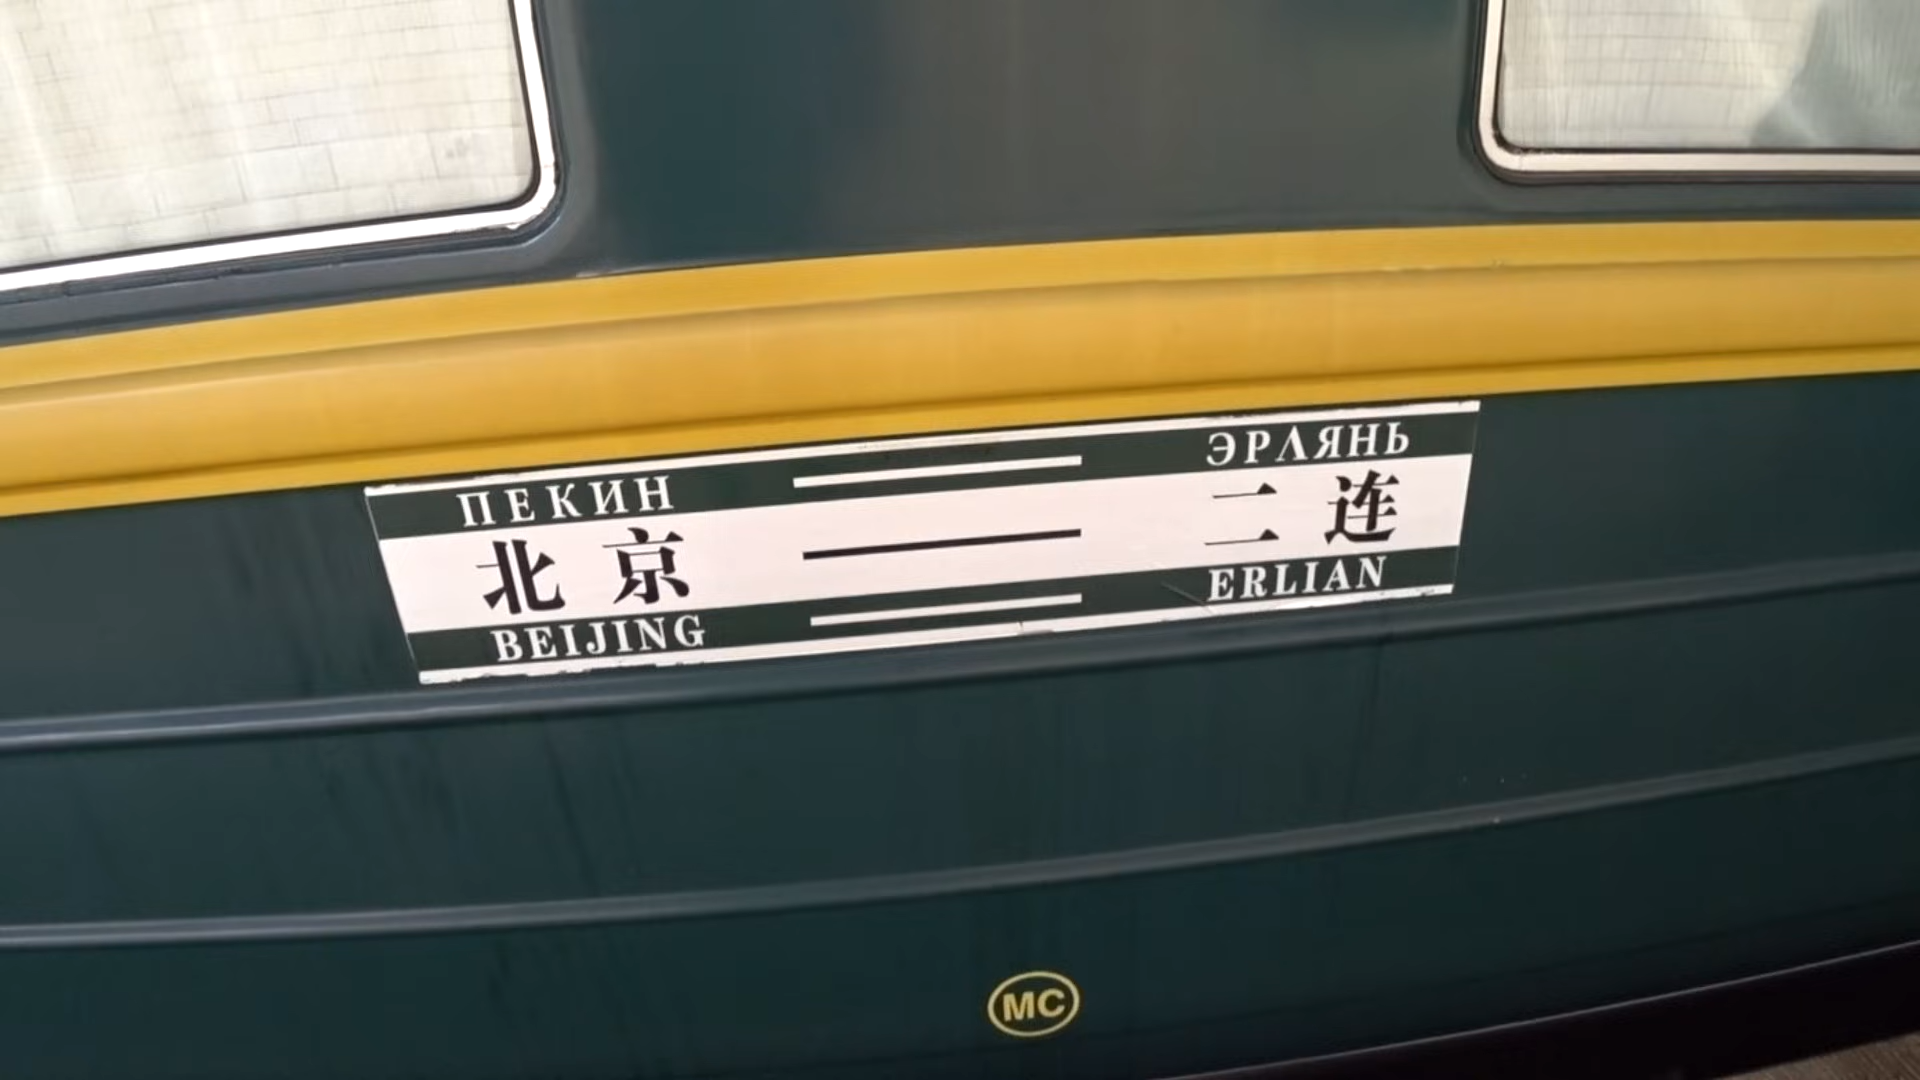 ПЕКИН ЭРЛЯНЬ
北京 — 二连
BEIJING ERLIAN
MC